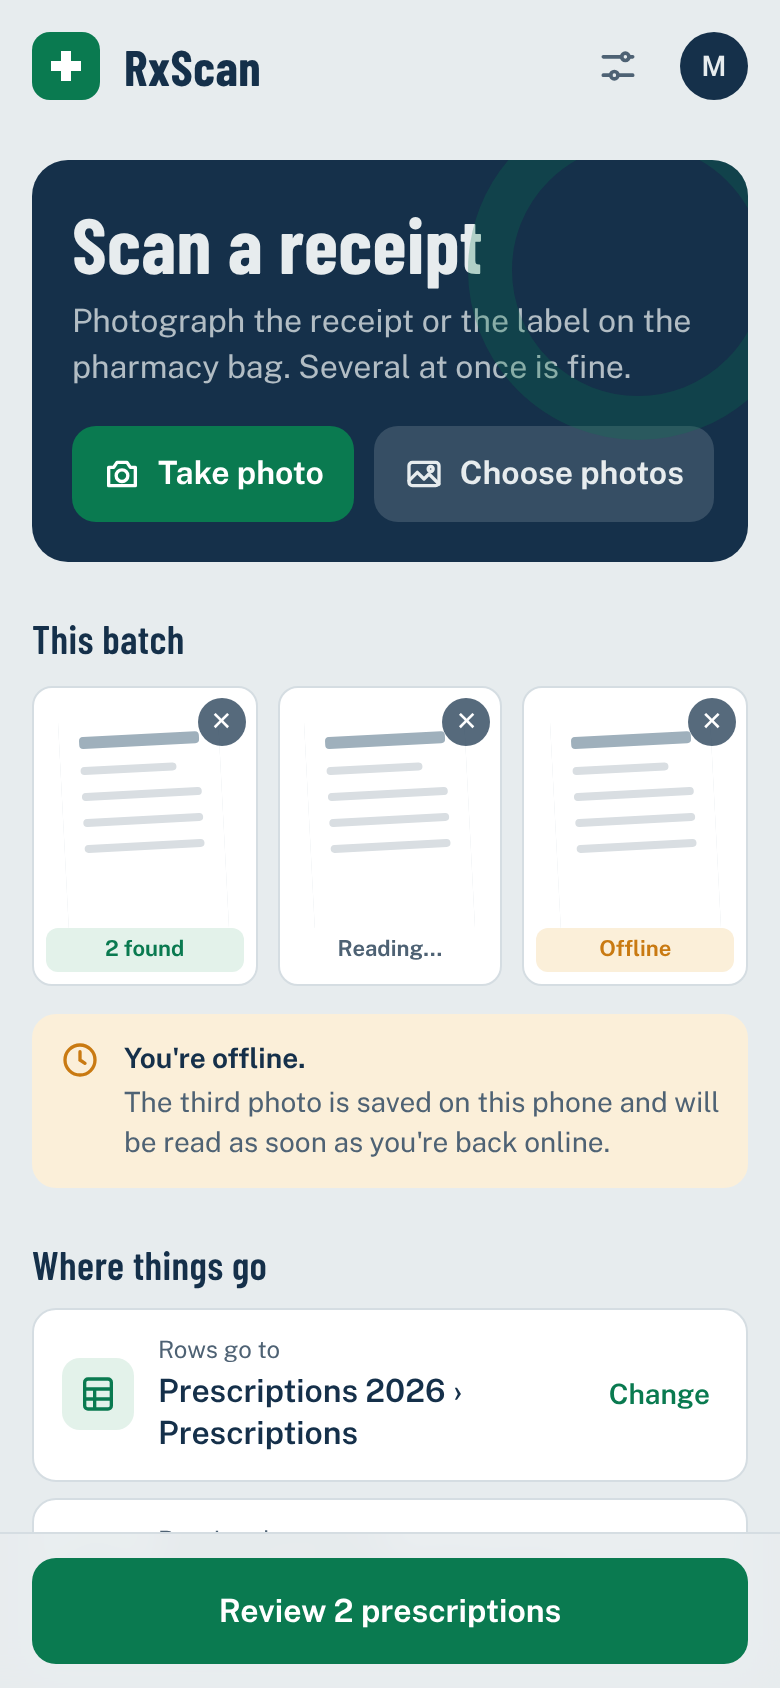 RxScan
M
Scan a receipt
Photograph the receipt or the label on the
pharmacy bag. Several at once is fine.
Take photo
Choose photos
This batch
2 found
Reading...
Offline
You're offline.
The third photo is saved on this phone and will
be read as soon as you're back online.
Where things go
Rows go to
Prescriptions 2026 ›
Prescriptions
Change
Review 2 prescriptions